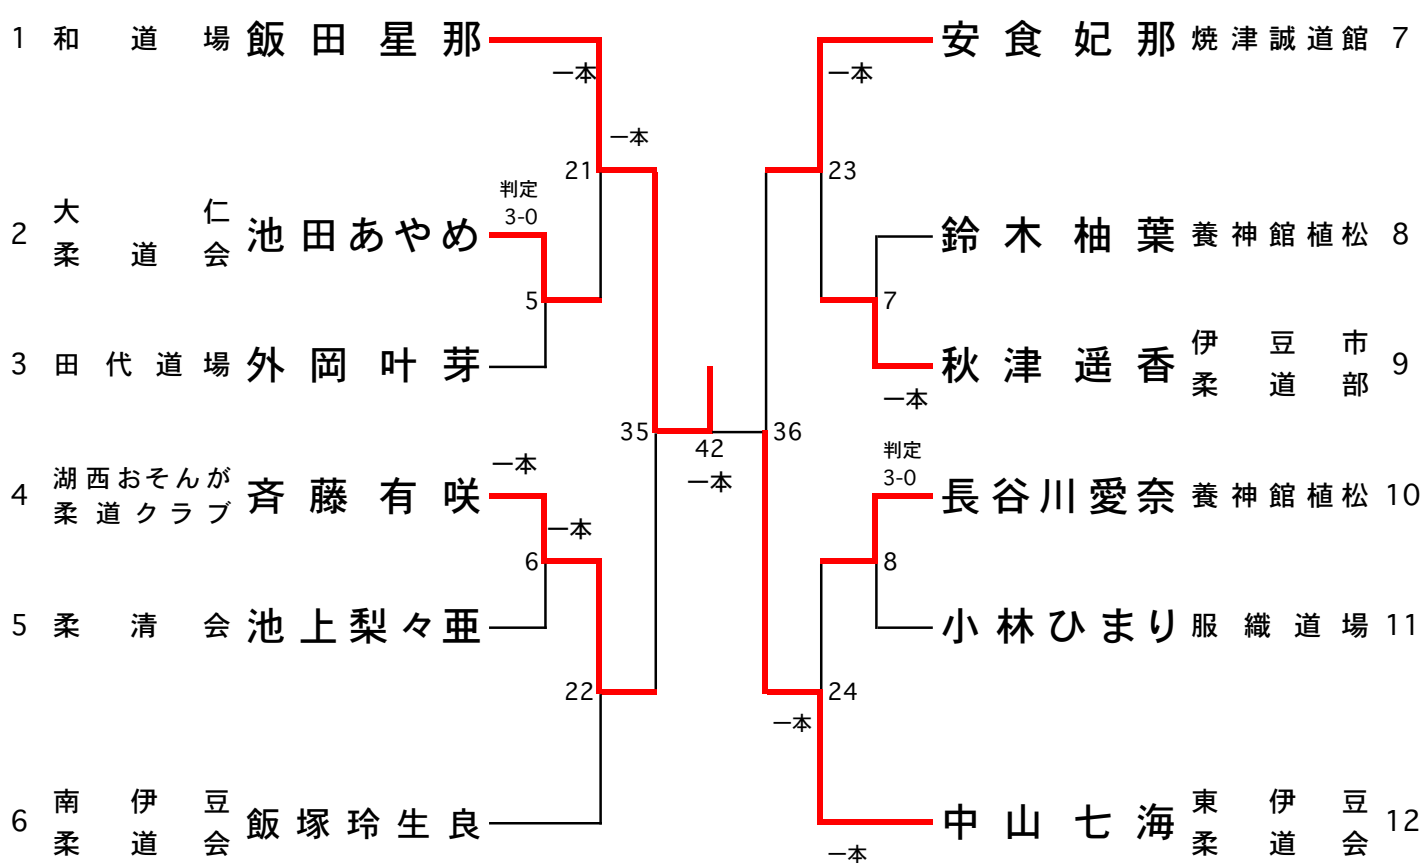 1 和道場 飯田星那
一本
一本
21
2 大仁柔道会 池田あやめ
判定
3-0
5
3 田代道場 外岡叶芽
35
4 湖西おそんが柔道クラブ 斉藤有咲
一本
一本
6
5 柔清会 池上梨々亜
22
6 南伊豆柔道会 飯塚玲生良
42
一本
安食妃那 焼津誠道館 7
一本
23
鈴木柚葉 養神館植松 8
7
秋津遥香 伊豆市柔道部 9
一本
36
判定
3-0
長谷川愛奈 養神館植松 10
8
小林ひまり 服織道場 11
24
一本
中山七海 東伊豆柔道会 12
一本